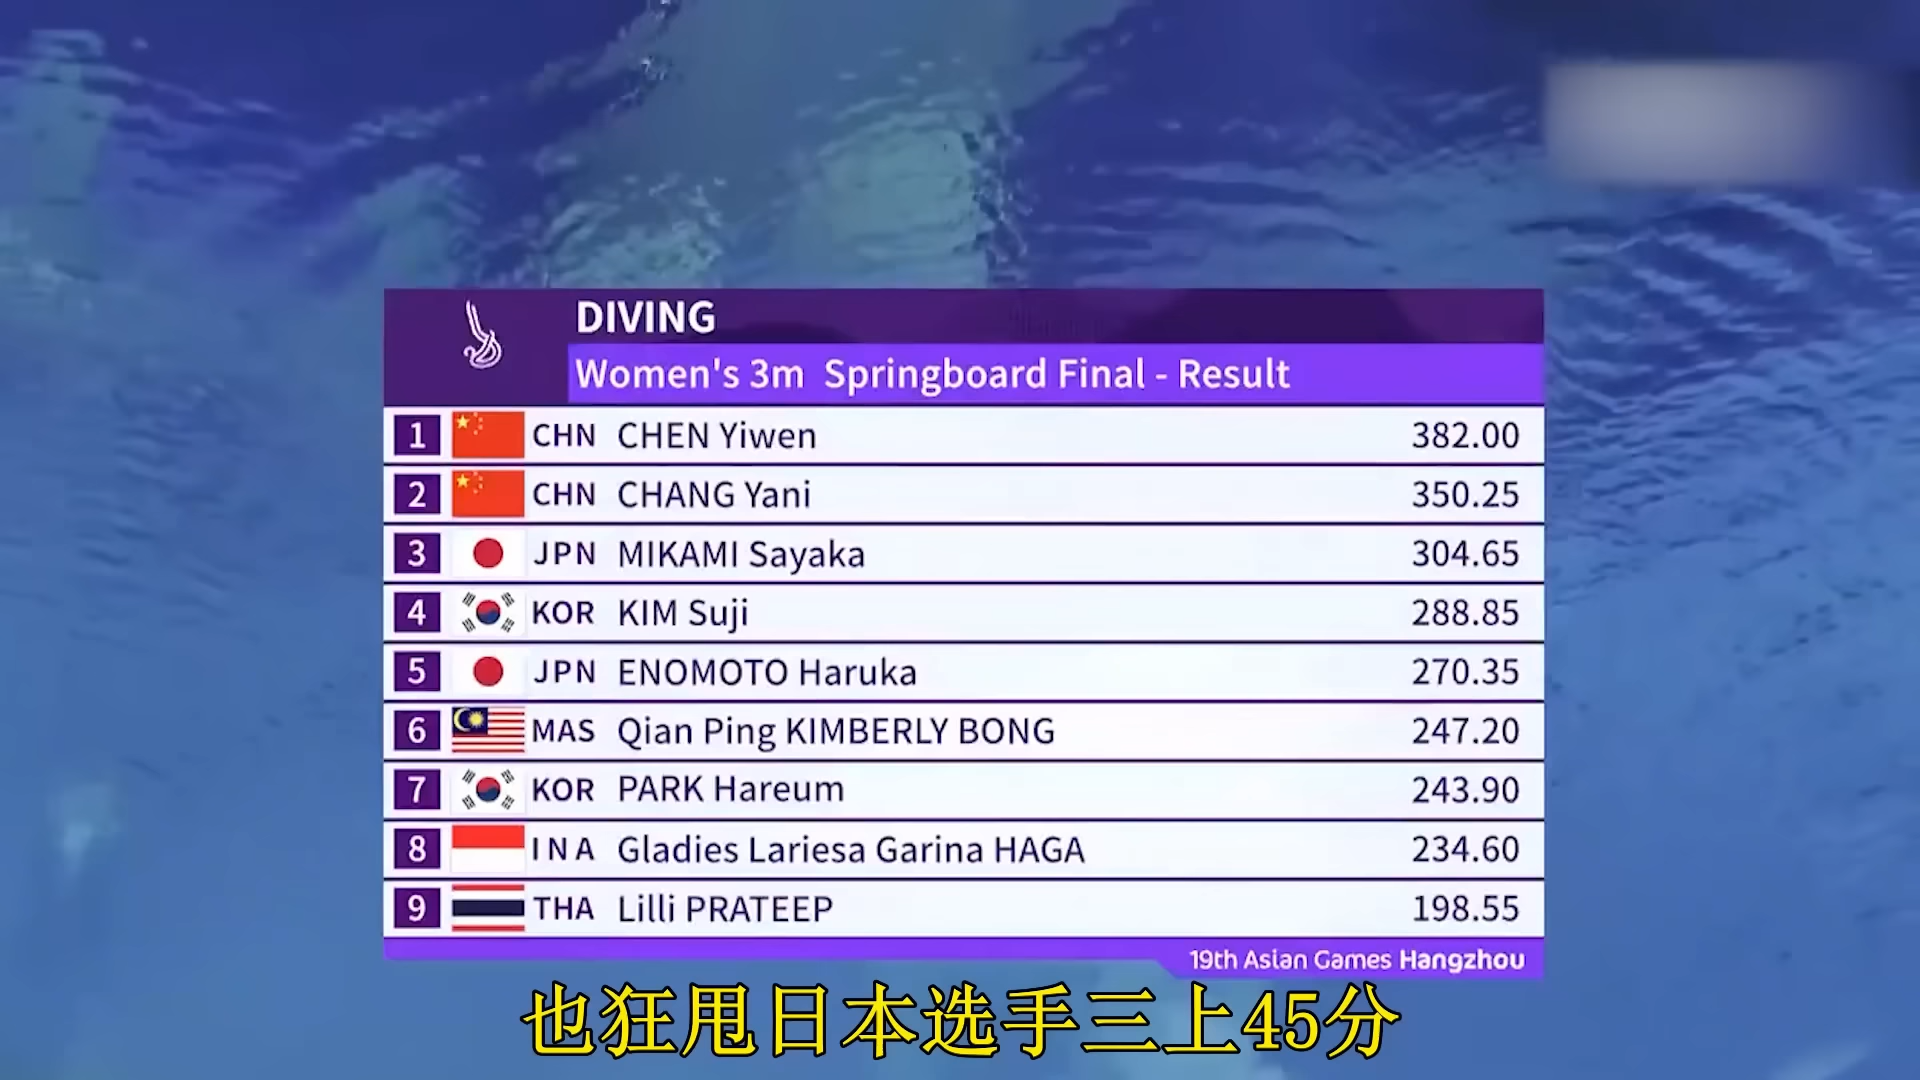 DIVING
Women's 3m Springboard Final - Result
1 CHN CHEN Yiwen 382.00
2 CHN CHANG Yani 350.25
3 JPN MIKAMI Sayaka 304.65
4 KOR KIM Suji 288.85
5 JPN ENOMOTO Haruka 270.35
6 MAS Qian Ping KIMBERLY BONG 247.20
7 KOR PARK Hareum 243.90
8 INA Gladies Lariesa Garina HAGA 234.60
9 THA Lilli PRATEEP 198.55
19th Asian Games Hangzhou
也狂甩日本选手三上45分